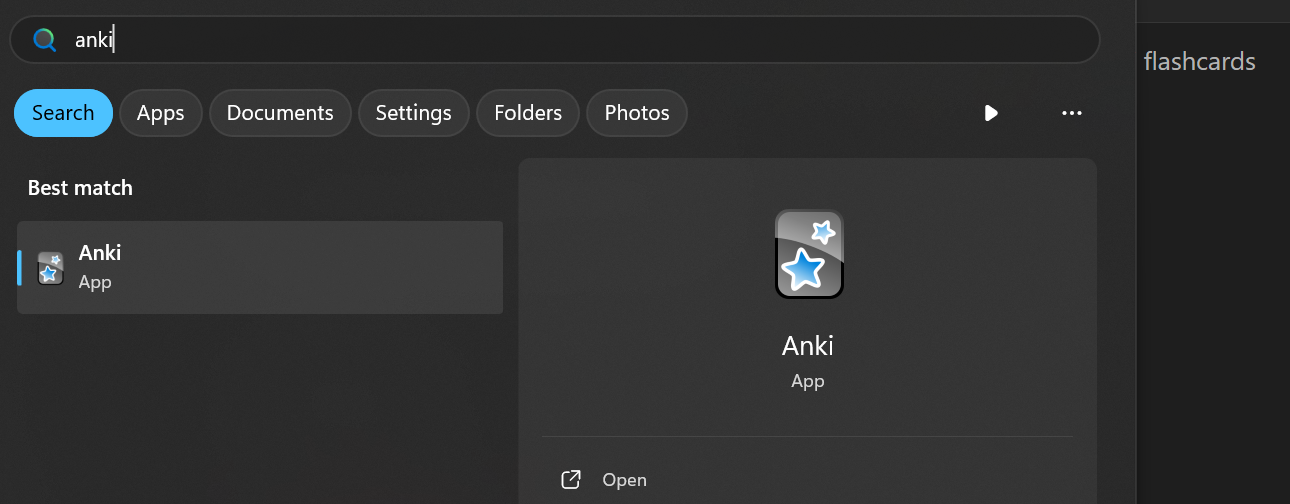 anki
flashcards
Search Apps Documents Settings Folders Photos
Best match
Anki
App
Anki
App
Open